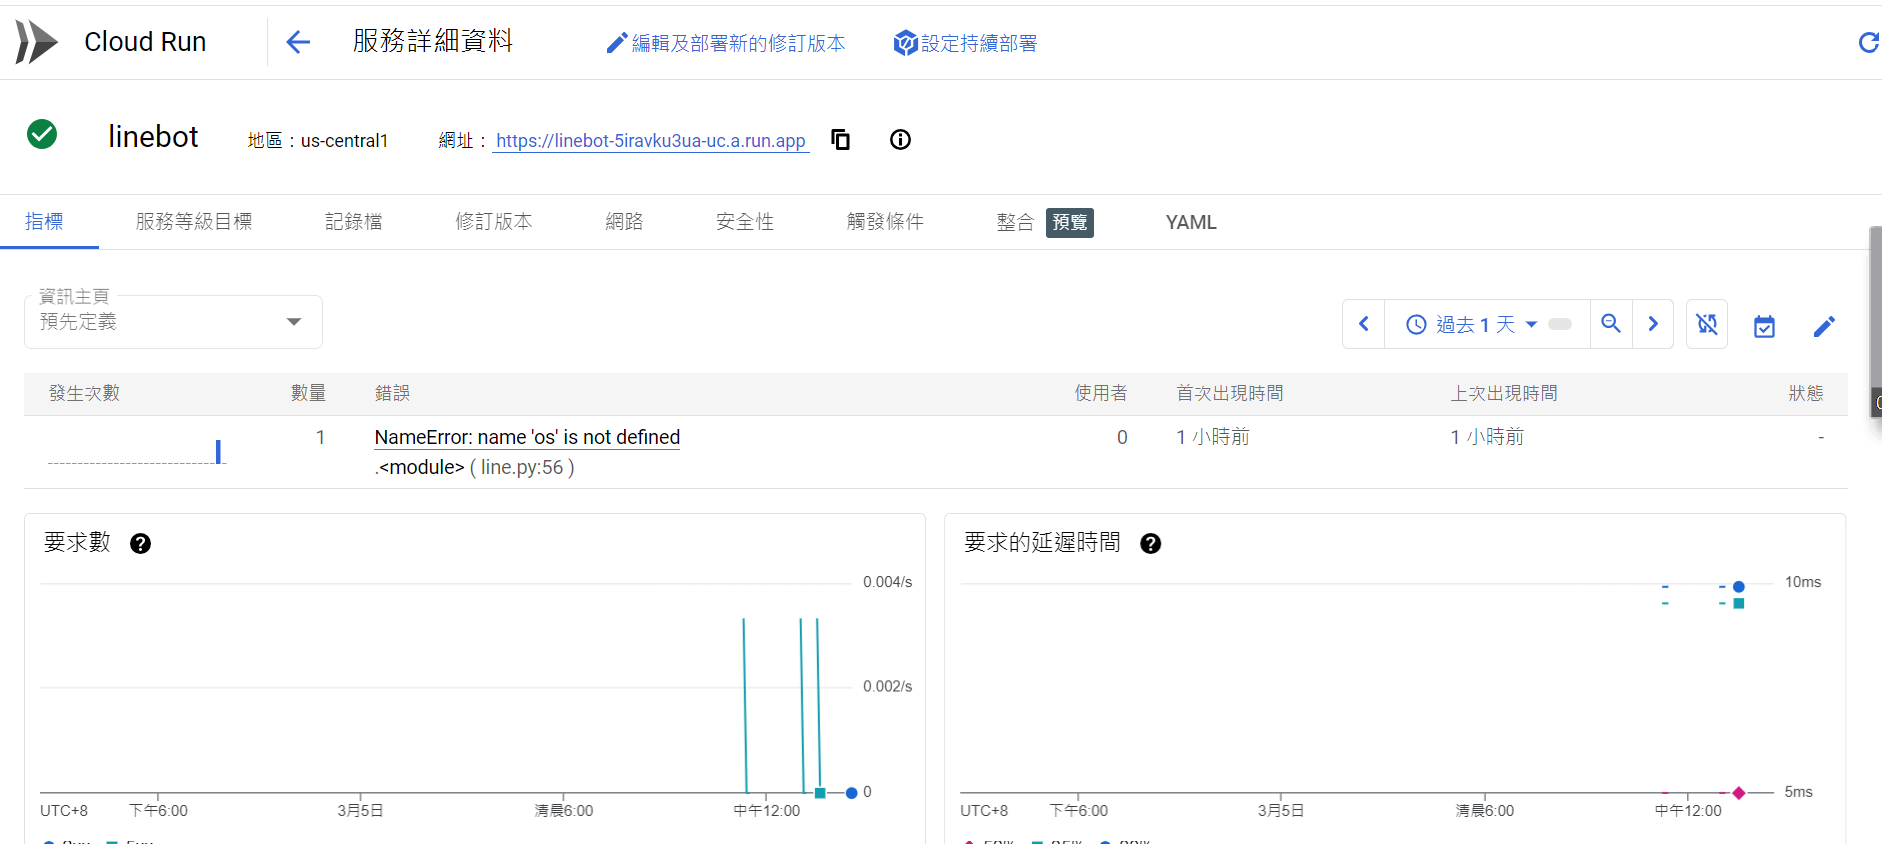 Cloud Run
服務詳細資料
編輯及部署新的修訂版本
設定持續部署
linebot
地區：us-central1
網址： https://linebot-5iravku3ua-uc.a.run.app
指標 服務等級目標 記錄檔 修訂版本 網路 安全性 觸發條件 整合 預覽 YAML
資訊主頁
預先定義
過去 1 天
發生次數 數量 錯誤 使用者 首次出現時間 上次出現時間 狀態
1 NameError: name 'os' is not defined 0 1 小時前 1 小時前 -
.<module> ( line.py:56 )
要求數
0.004/s
0.002/s
0
UTC+8 下午6:00 3月5日 清晨6:00 中午12:00
要求的延遲時間
10ms
5ms
UTC+8 下午6:00 3月5日 清晨6:00 中午12:00